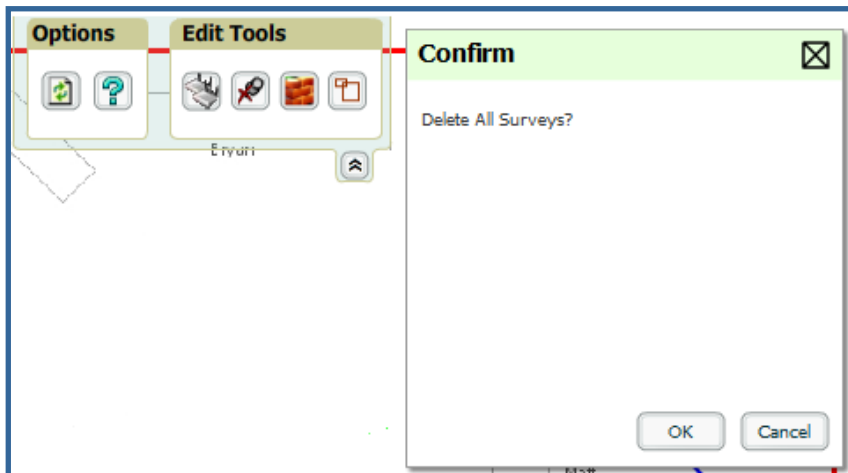 Options
Edit Tools
Confirm
Delete All Surveys?
OK
Cancel